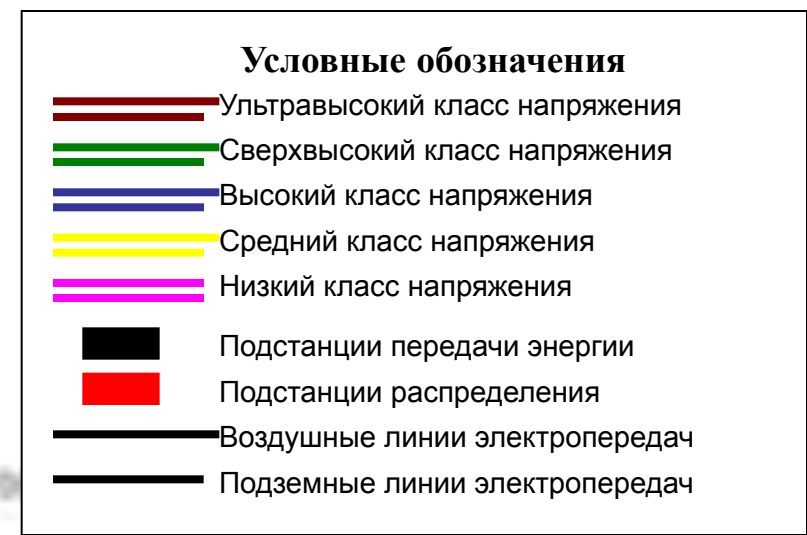 Условные обозначения
Ультравысокий класс напряжения
Сверхвысокий класс напряжения
Высокий класс напряжения
Средний класс напряжения
Низкий класс напряжения
Подстанции передачи энергии
Подстанции распределения
Воздушные линии электропередач
Подземные линии электропередач